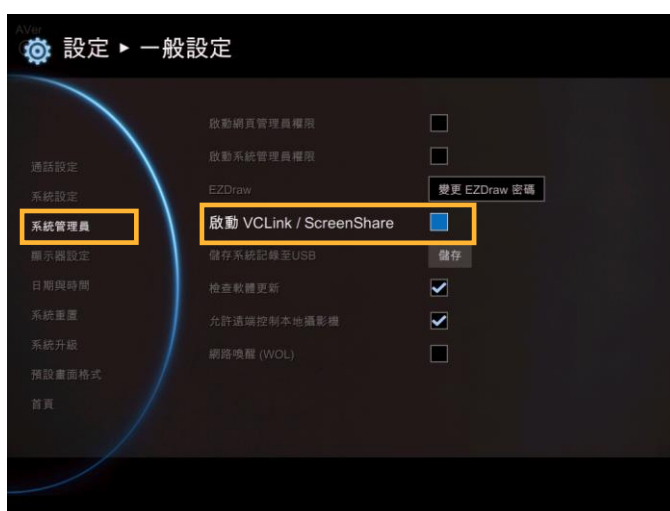 AVer
設定 ▸ 一般設定
啟動網頁管理員權限
啟動系統管理員權限
EZDraw 變更 EZDraw 密碼
啟動 VCLink / ScreenShare
儲存系統記錄至USB 儲存
檢查軟體更新
允許遠端控制本地攝影機
網路喚醒 (WOL)
通話設定
系統設定
系統管理員
顯示器設定
日期與時間
系統重置
系統升級
預設畫面格式
首頁